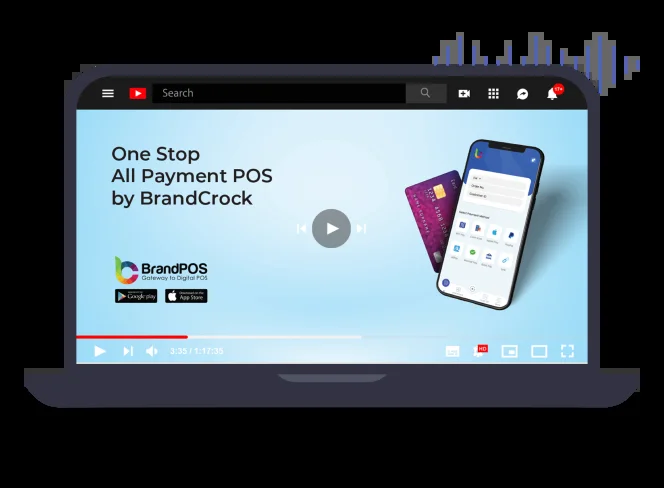 Search
17+
One Stop
All Payment POS
by BrandCrock
BrandPOS
Gateway to Digital POS
Google play
App Store
3:35 / 1:17:35
HD